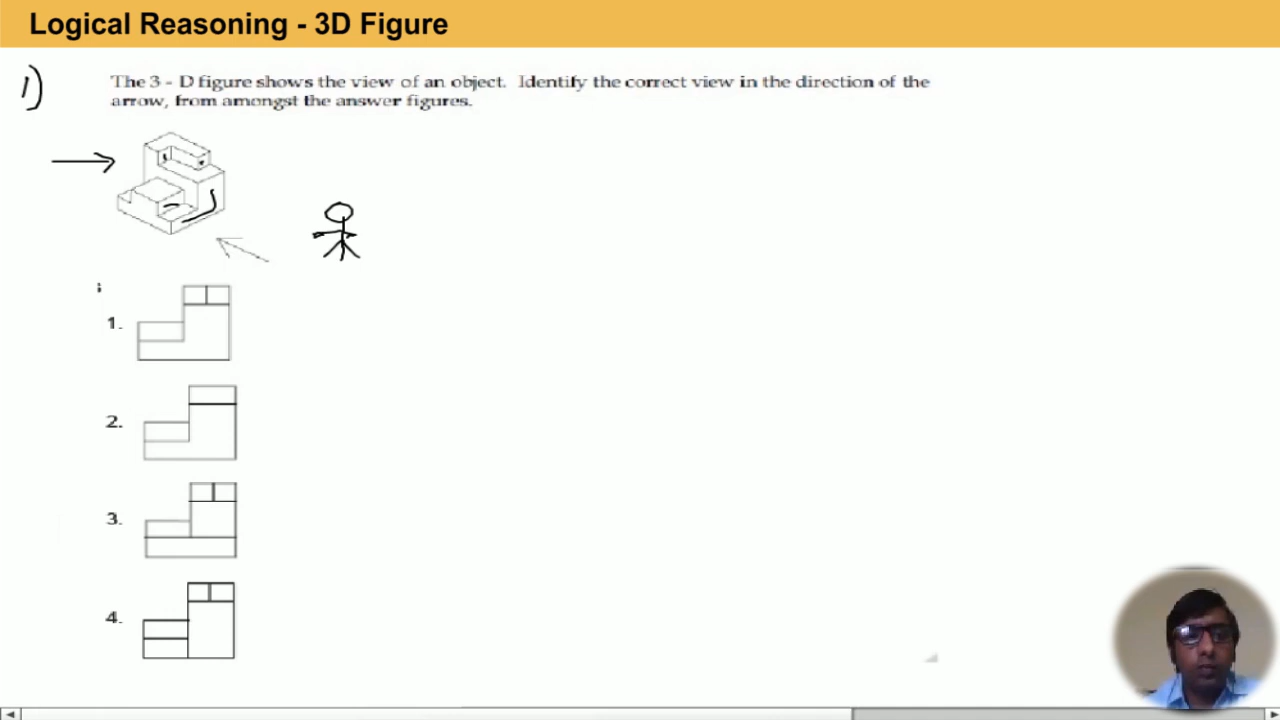 Logical Reasoning - 3D Figure
1)
The 3 - D figure shows the view of an object. Identify the correct view in the direction of the
arrow, from amongst the answer figures.
1.
2.
3.
4.